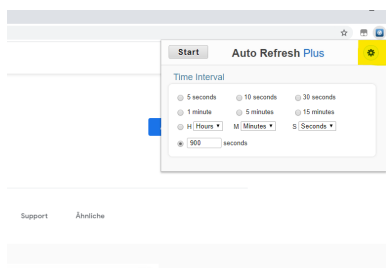 Start Auto Refresh Plus
Time Interval
5 seconds 10 seconds 30 seconds
1 minute 5 minutes 15 minutes
H Hours M Minutes S Seconds
900 seconds
Support Ähnliche